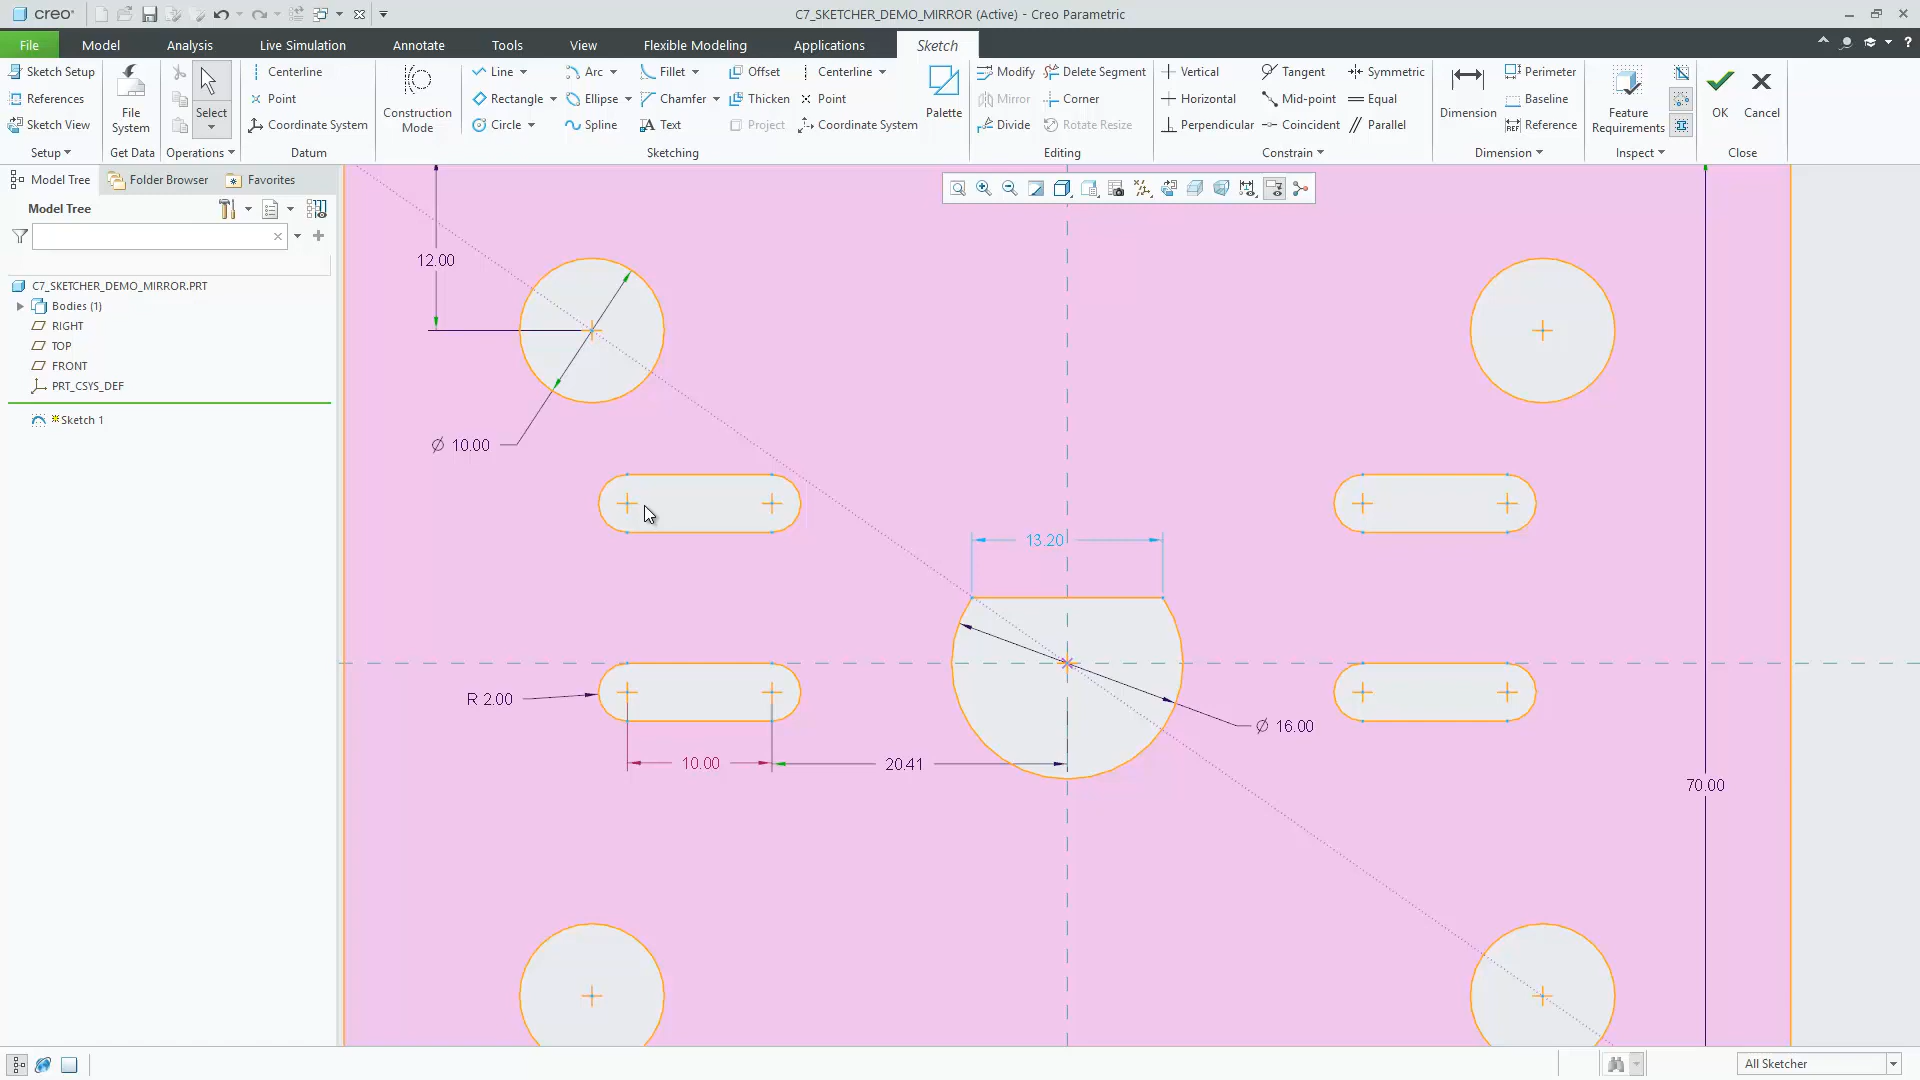 creo
C7_SKETCHER_DEMO_MIRROR (Active) - Creo Parametric
File Model Analysis Live Simulation Annotate Tools View Flexible Modeling Applications Sketch
Sketch Setup
References
Sketch View
Setup
File System
Get Data
Select
Operations
Centerline
Point
Coordinate System
Datum
Construction Mode
Line Arc Fillet Offset Centerline
Rectangle Ellipse Chamfer Thicken Point
Circle Spline Text Project Coordinate System
Palette
Sketching
Modify Delete Segment
Mirror Corner
Divide Rotate Resize
Editing
Vertical Tangent Symmetric
Horizontal Mid-point Equal
Perpendicular Coincident Parallel
Constrain
Dimension
Perimeter
Baseline
REF Reference
Dimension
Feature Requirements
Inspect
OK Cancel
Close
Model Tree Folder Browser Favorites
Model Tree
C7_SKETCHER_DEMO_MIRROR.PRT
Bodies (1)
RIGHT
TOP
FRONT
PRT_CSYS_DEF
Sketch 1
12.00
Ø 10.00
13.20
R 2.00
Ø 16.00
10.00
20.41
70.00
All Sketcher